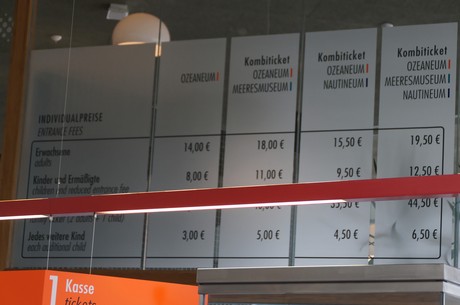 OZEANEUM
Kombiticket
OZEANEUM
MEERESMUSEUM
Kombiticket
OZEANEUM
NAUTINEUM
Kombiticket
OZEANEUM
MEERESMUSEUM
NAUTINEUM
INDIVIDUALPREISE
ENTRANCE FEES
Erwachsene
adults
14,00 € 18,00 € 15,50 € 19,50 €
Kinder und Ermäßigte
children and reduced entrance fee
8,00 € 11,00 € 9,50 € 12,50 €
44,50 €
Jedes weitere Kind
each additional child
3,00 € 5,00 € 4,50 € 6,50 €
1 Kasse
tickets